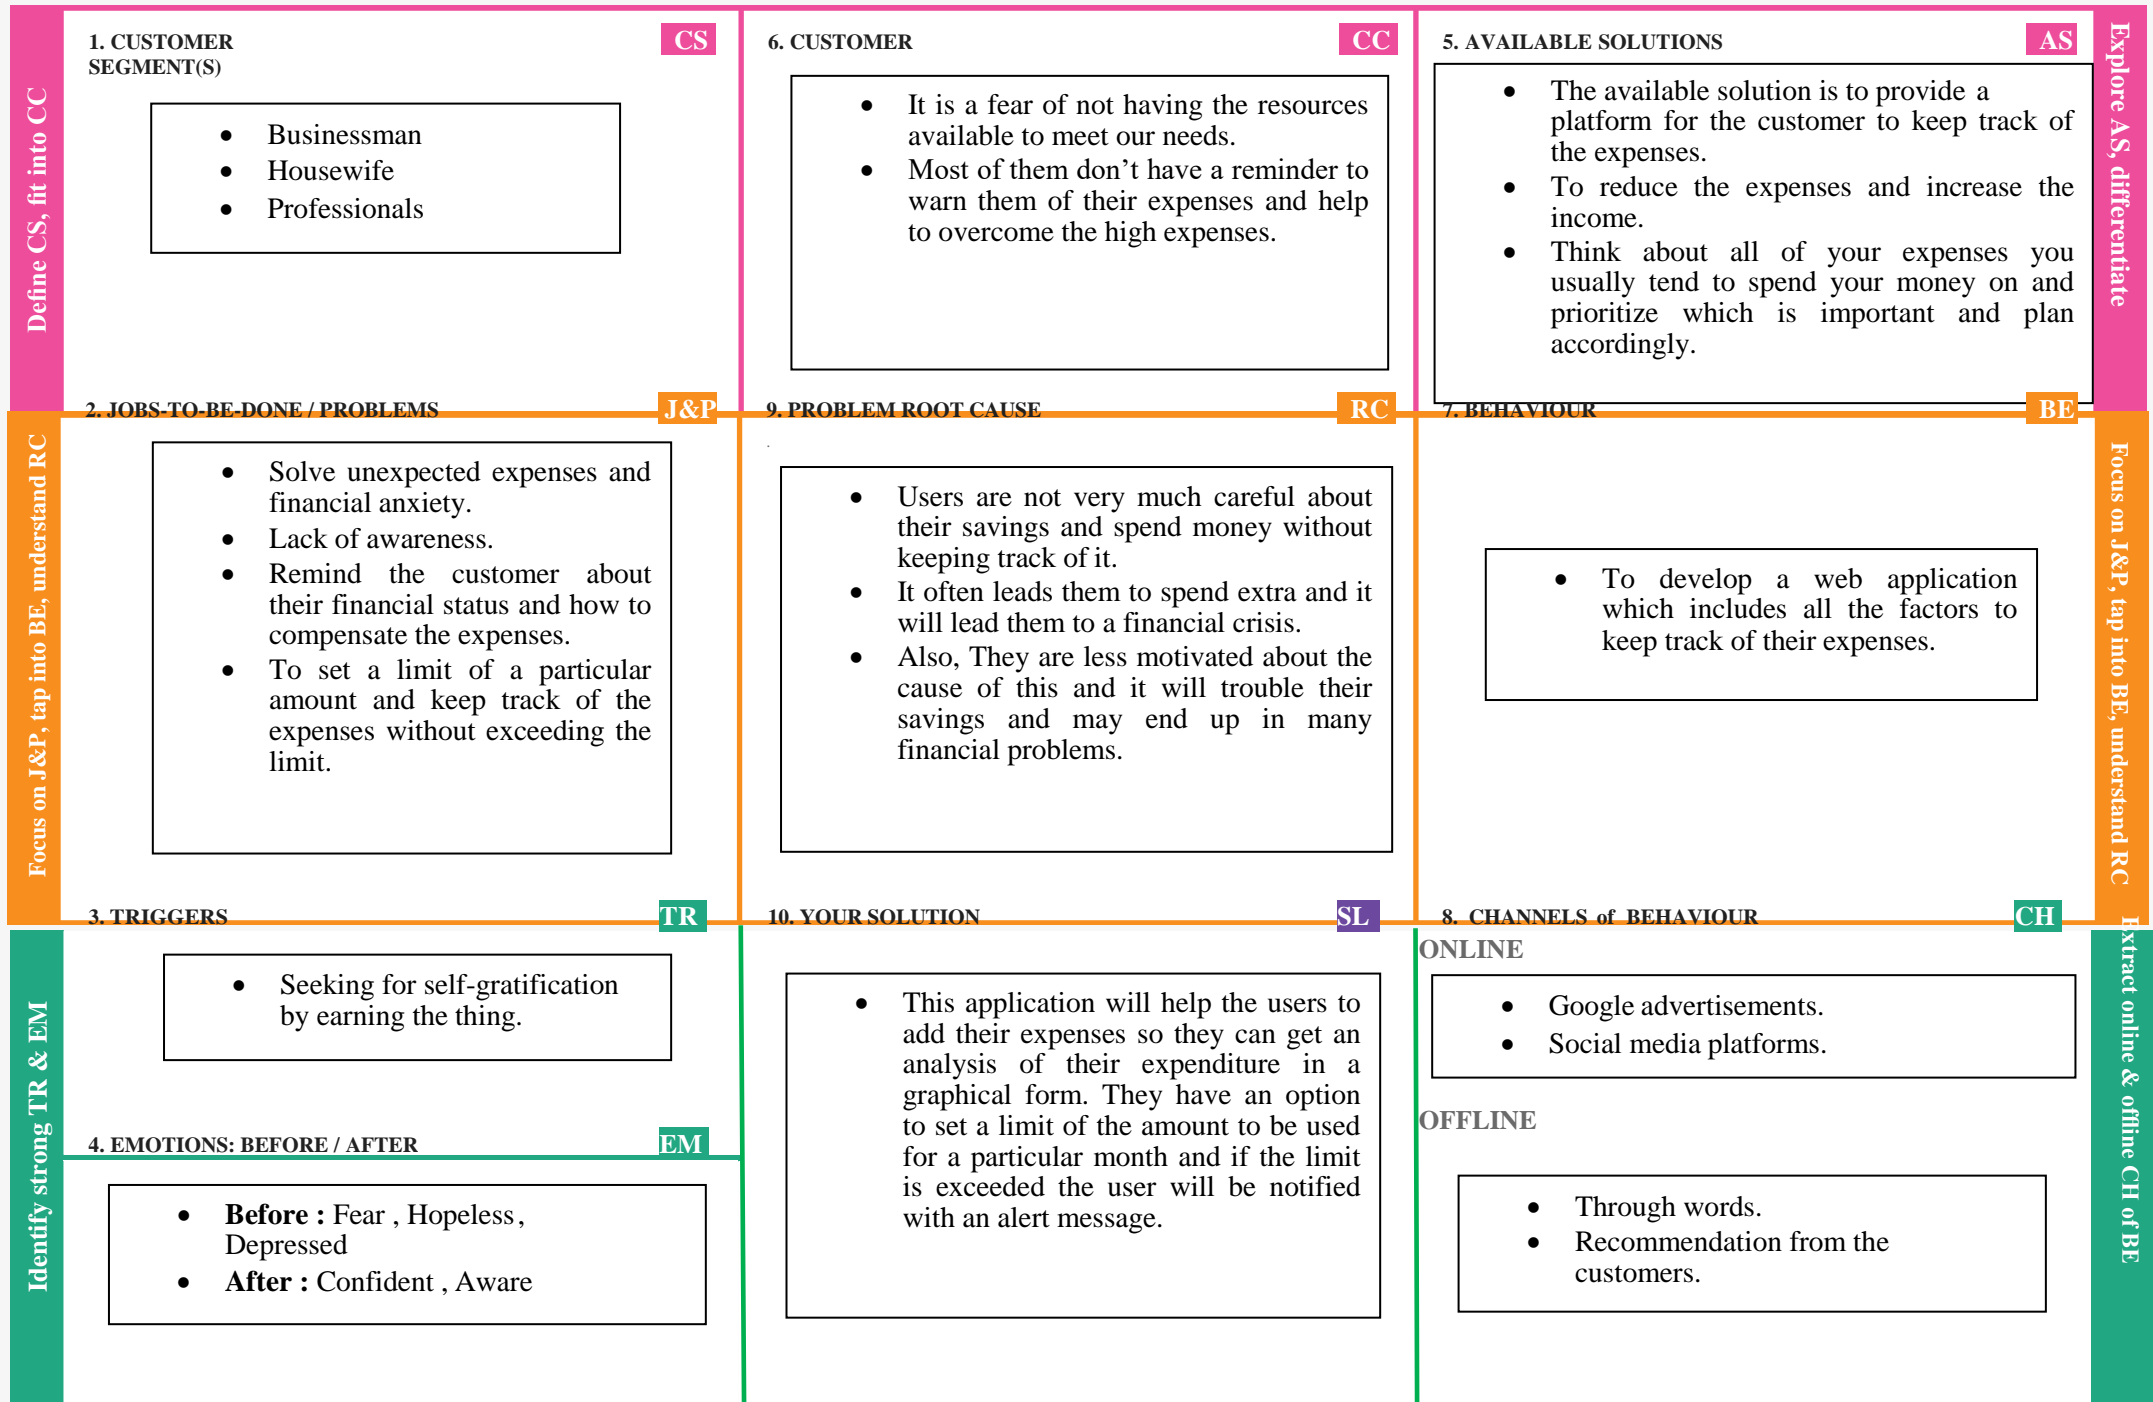 Define CS, fit into CC
1. CUSTOMER
SEGMENT(S)
CS
• Businessman
• Housewife
• Professionals
6. CUSTOMER
CC
• It is a fear of not having the resources
available to meet our needs.
• Most of them don’t have a reminder to
warn them of their expenses and help
to overcome the high expenses.
5. AVAILABLE SOLUTIONS
AS
• The available solution is to provide a
platform for the customer to keep track of
the expenses.
• To reduce the expenses and increase the
income.
• Think about all of your expenses you
usually tend to spend your money on and
prioritize which is important and plan
accordingly.
Explore AS, differentiate
Focus on J&P, tap into BE, understand RC
2. JOBS-TO-BE-DONE / PROBLEMS
J&P
• Solve unexpected expenses and
financial anxiety.
• Lack of awareness.
• Remind the customer about
their financial status and how to
compensate the expenses.
• To set a limit of a particular
amount and keep track of the
expenses without exceeding the
limit.
9. PROBLEM ROOT CAUSE
RC
.
• Users are not very much careful about
their savings and spend money without
keeping track of it.
• It often leads them to spend extra and it
will lead them to a financial crisis.
• Also, They are less motivated about the
cause of this and it will trouble their
savings and may end up in many
financial problems.
7. BEHAVIOUR
BE
• To develop a web application
which includes all the factors to
keep track of their expenses.
Focus on J&P, tap into BE, understand RC
Identify strong TR & EM
3. TRIGGERS
TR
• Seeking for self-gratification
by earning the thing.
4. EMOTIONS: BEFORE / AFTER
EM
• Before : Fear , Hopeless ,
Depressed
• After : Confident , Aware
10. YOUR SOLUTION
SL
• This application will help the users to
add their expenses so they can get an
analysis of their expenditure in a
graphical form. They have an option
to set a limit of the amount to be used
for a particular month and if the limit
is exceeded the user will be notified
with an alert message.
8. CHANNELS of BEHAVIOUR
CH
ONLINE
• Google advertisements.
• Social media platforms.
OFFLINE
• Through words.
• Recommendation from the
customers.
Extract online & offline CH of BE